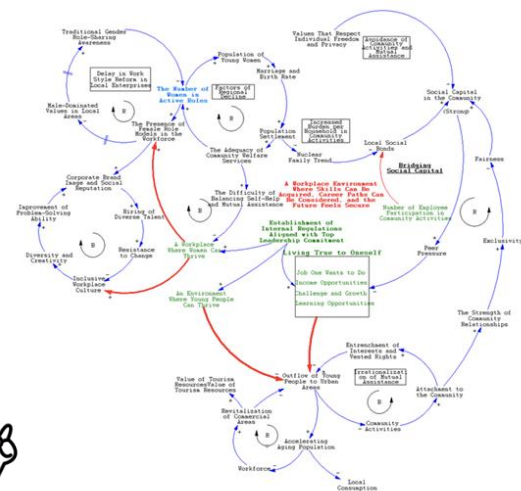 Traditional Gender
Role-Sharing
Awareness
Delay in Work
Style Reform in
Local Enterprises
Male-Dominated
Values in Local
Areas
The Number of
Women in
Active Roles
The Presence of
Female Role
Models in the
Workforce
Population of
Young Women
Factors of
Regional
Decline
Marriage and
Birth Rate
Population
Settlement
Increased
Burden per
Household in
Community
Activities
Nuclear
Family Trend
Values That Respect
Individual Freedom
and Privacy
Avoidance of
Community
Activities and Mutual
Assistance
Social Capital
in the Community
(Strong)
Local Social
Bonds
Bridging
Social Capital
Number of Employee
Participation in
Community activities
Fairness
Exclusivity
Peer
Pressure
The Strength of
Community
Relationships
The Adequacy of
Community Welfare
Services
The Difficulty of
Balancing Self-Help
and Mutual Assistance
A Workplace Environment
Where Skills Can Be
Acquired, Career Paths Can
Be Considered, and the
Future Feels Secure
Establishment of
Internal Regulations
Aligned with Top
Leadership Commitment
Corporate Brand
Image and Social
Reputation
Improvement of
Problem-Solving
Ability
Hiring of
Diverse Talent
Resistance
to Change
Diversity and
Creativity
Inclusive
Workplace
Culture
A Workplace
Where Women Can
Thrive
An Environment
Where Young People
Can Thrive
Living True to Oneself
Job One Wants to Do
Income Opportunities
Challenge and Growth
Learning Opportunities
Entrenchment of
Interests and
Vested Rights
Irrationalizati
on of Mutual
Assistance
Attachment to
the Community
Community
Activities
Outflow of Young
People to Urban
Areas
Value of Tourism
ResourcesValue of
Tourism Resources
Revitalization
of Commercial
Areas
Accelerating
Aging Population
Workforce
Local
Consumption